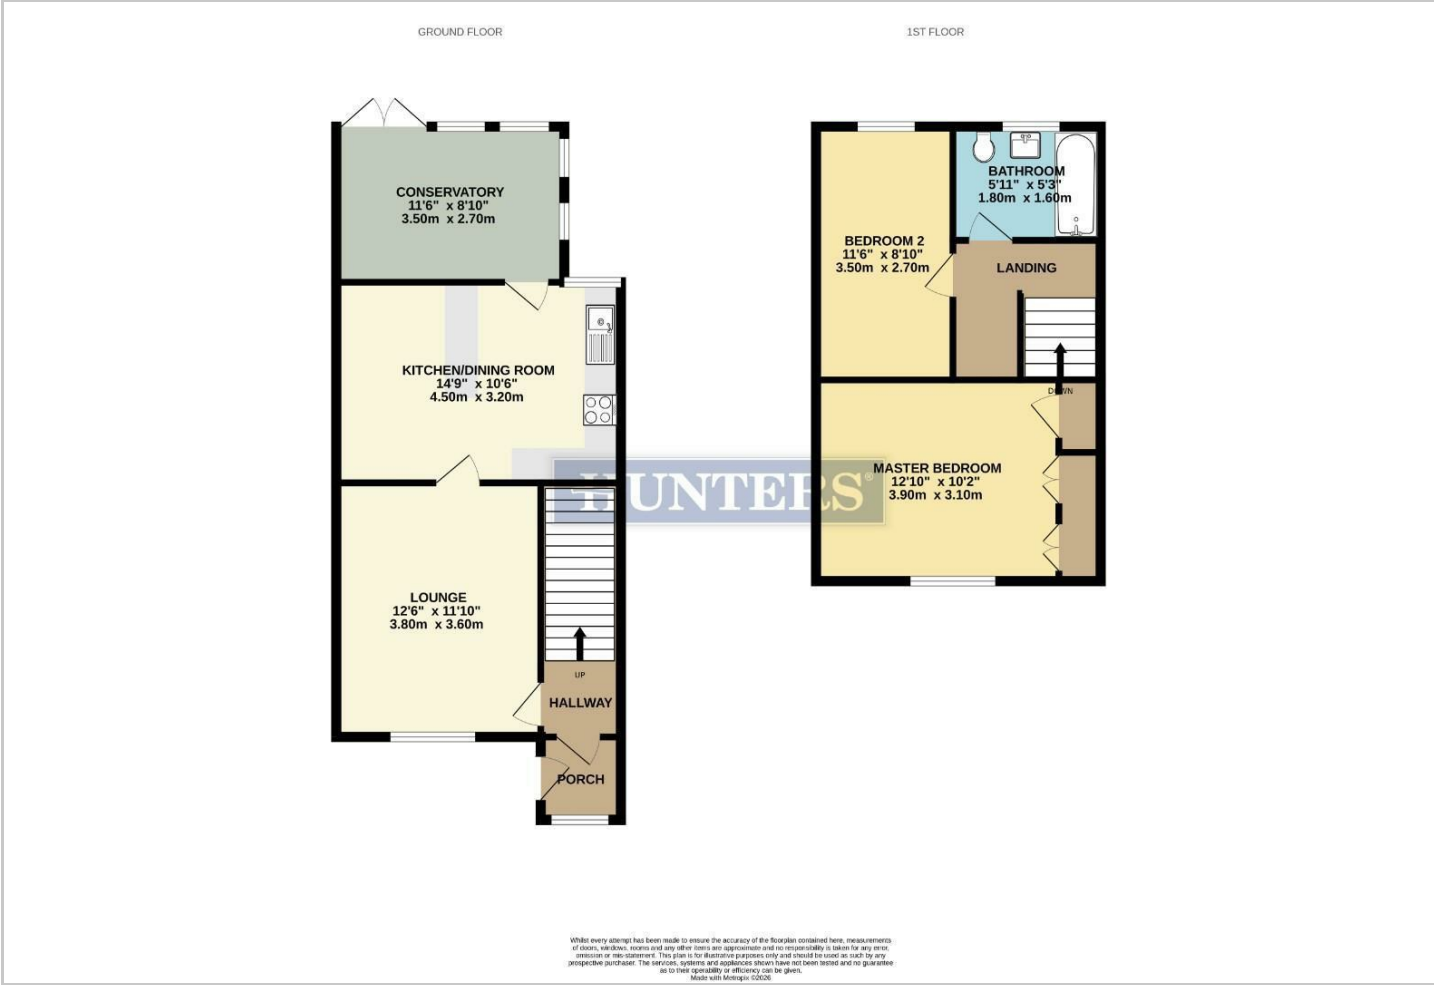 GROUND FLOOR
1ST FLOOR
CONSERVATORY
11'6" x 8'10"
3.50m x 2.70m
KITCHEN/DINING ROOM
14'9" x 10'6"
4.50m x 3.20m
LOUNGE
12'6" x 11'10"
3.80m x 3.60m
UP
HALLWAY
PORCH
BATHROOM
5'11" x 5'3"
1.80m x 1.60m
BEDROOM 2
11'6" x 8'10"
3.50m x 2.70m
LANDING
DOWN
MASTER BEDROOM
12'10" x 10'2"
3.90m x 3.10m
HUNTERS®
Whilst every attempt has been made to ensure the accuracy of the floorplan contained here, measurements
of doors, windows, rooms and any other items are approximate and no responsibility is taken for any error,
omission or mis-statement. This plan is for illustrative purposes only and should be used as such by any
prospective purchaser. The services, systems and appliances shown have not been tested and no guarantee
as to their operability or efficiency can be given.
Made with Metropix ©2026